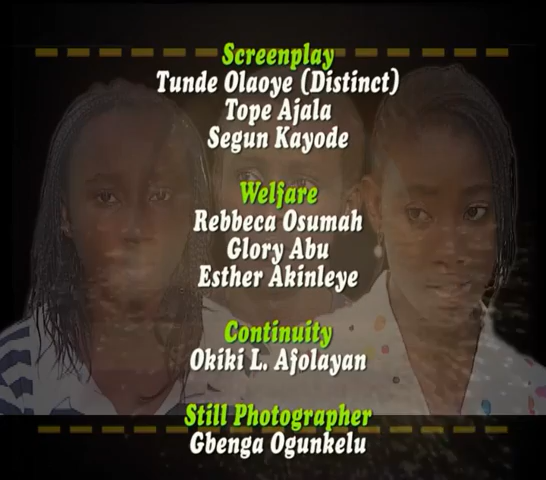 Screenplay
Tunde Olaoye (Distinct)
Tope Ajala
Segun Kayode
Welfare
Rebbeca Osumah
Glory Abu
Esther Akinleye
Continuity
Okiki L. Afolayan
Still Photographer
Gbenga Ogunkelu